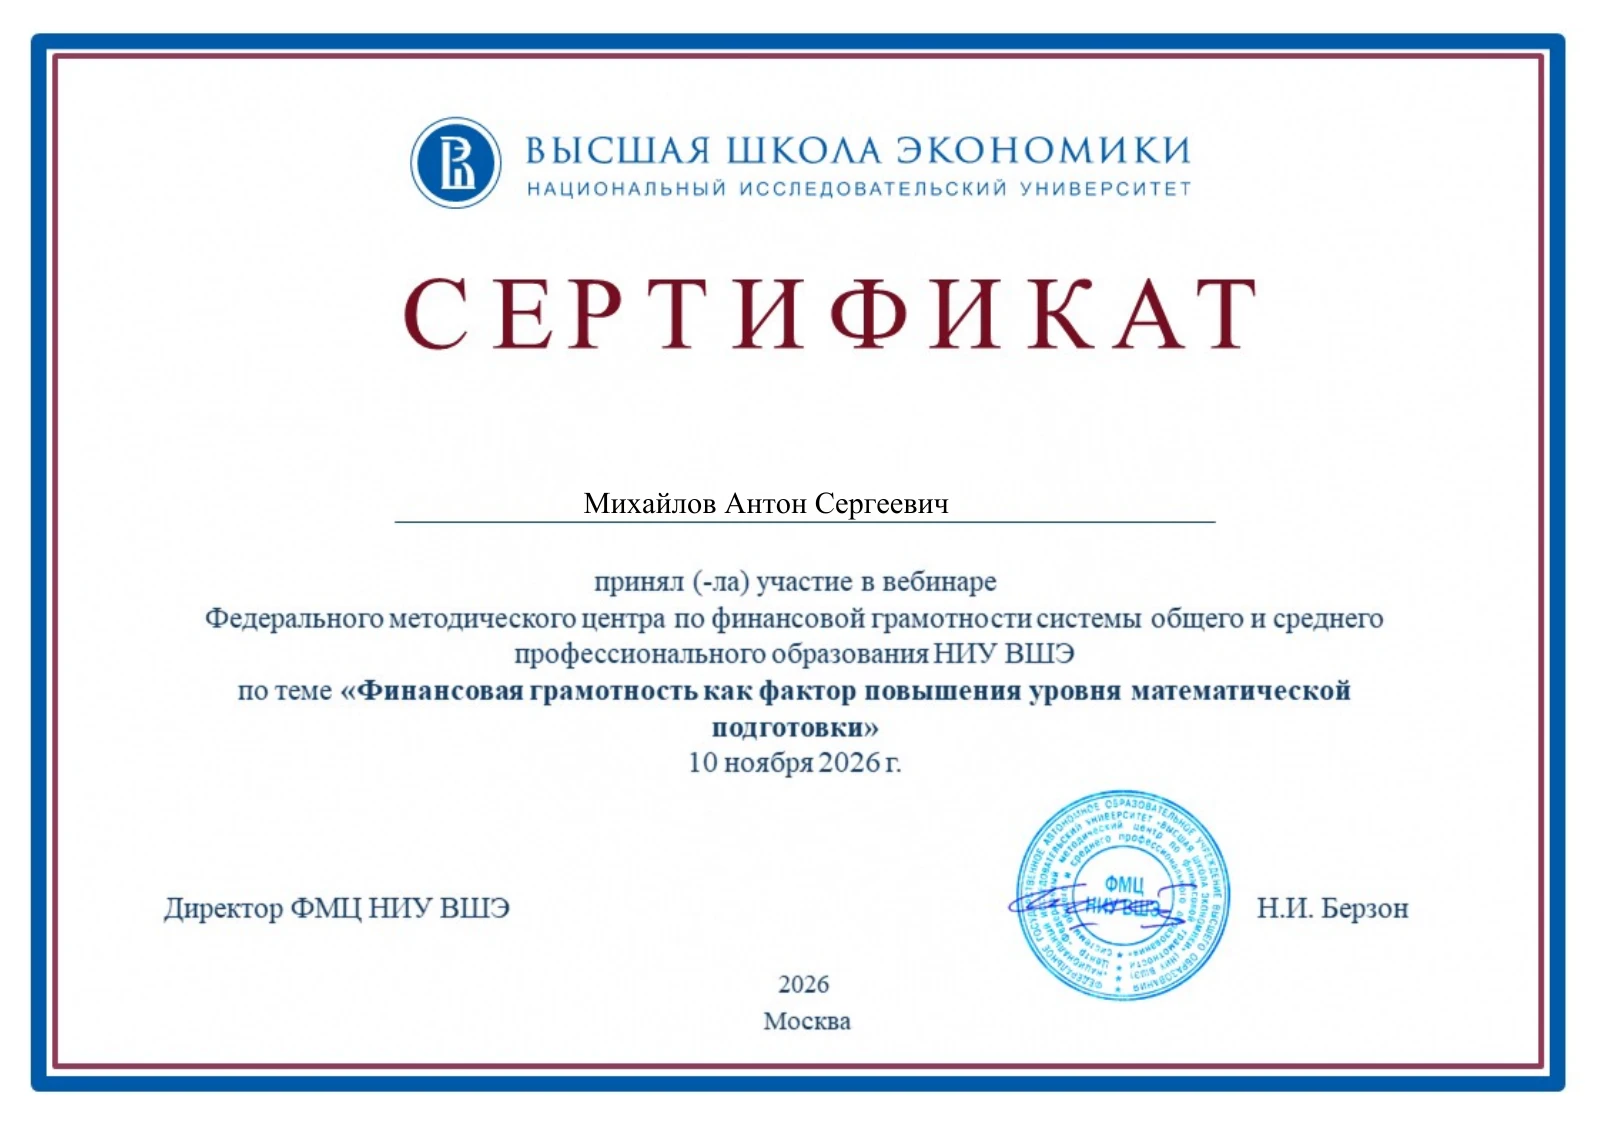 ВЫСШАЯ ШКОЛА ЭКОНОМИКИ
НАЦИОНАЛЬНЫЙ ИССЛЕДОВАТЕЛЬСКИЙ УНИВЕРСИТЕТ
СЕРТИФИКАТ
Михайлов Антон Сергеевич
принял (-ла) участие в вебинаре
Федерального методического центра по финансовой грамотности системы общего и среднего
профессионального образования НИУ ВШЭ
по теме «Финансовая грамотность как фактор повышения уровня математической
подготовки»
10 ноября 2026 г.
ФМЦ
НИУ ВШЭ
Директор ФМЦ НИУ ВШЭ
Н.И. Берзон
2026
Москва